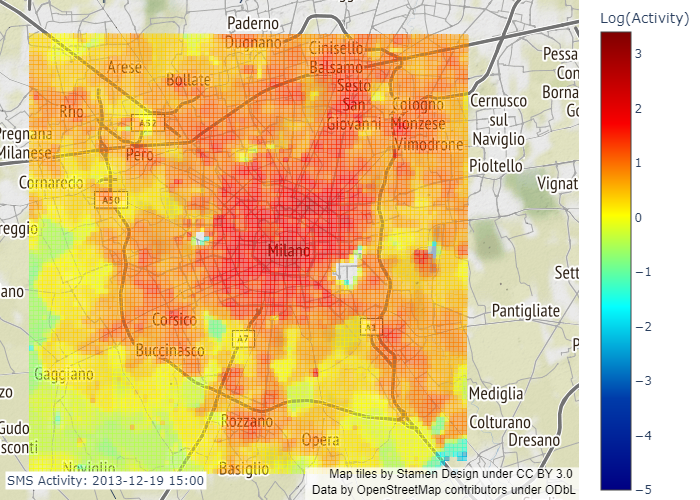 Paderno
Dugnano
Log(Activity)
Cinisello
Balsamo
Arese
Bollate
Sesto
San
Giovanni
Rho
A52
Cologno
Monzese
Cernusco
sul
Naviglio
Pessa
Con
Borna
Go
Pregnana
Milanese
Pero
Vimodrone
Pioltello
Cornaredo
Vignat
A50
reggio
Milano
Sett
ano
Corsico
A7
Pantigliate
Buccinasco
Gaggiano
zo
Mediglia
Rozzano
Opera
Colturano
Dresano
Gudo
sconti
Noviglio
Basiglio
SMS Activity: 2013-12-19 15:00
Map tiles by Stamen Design under CC BY 3.0
Data by OpenStreetMap contributors under ODbL
3
2
1
0
−1
−2
−3
−4
−5